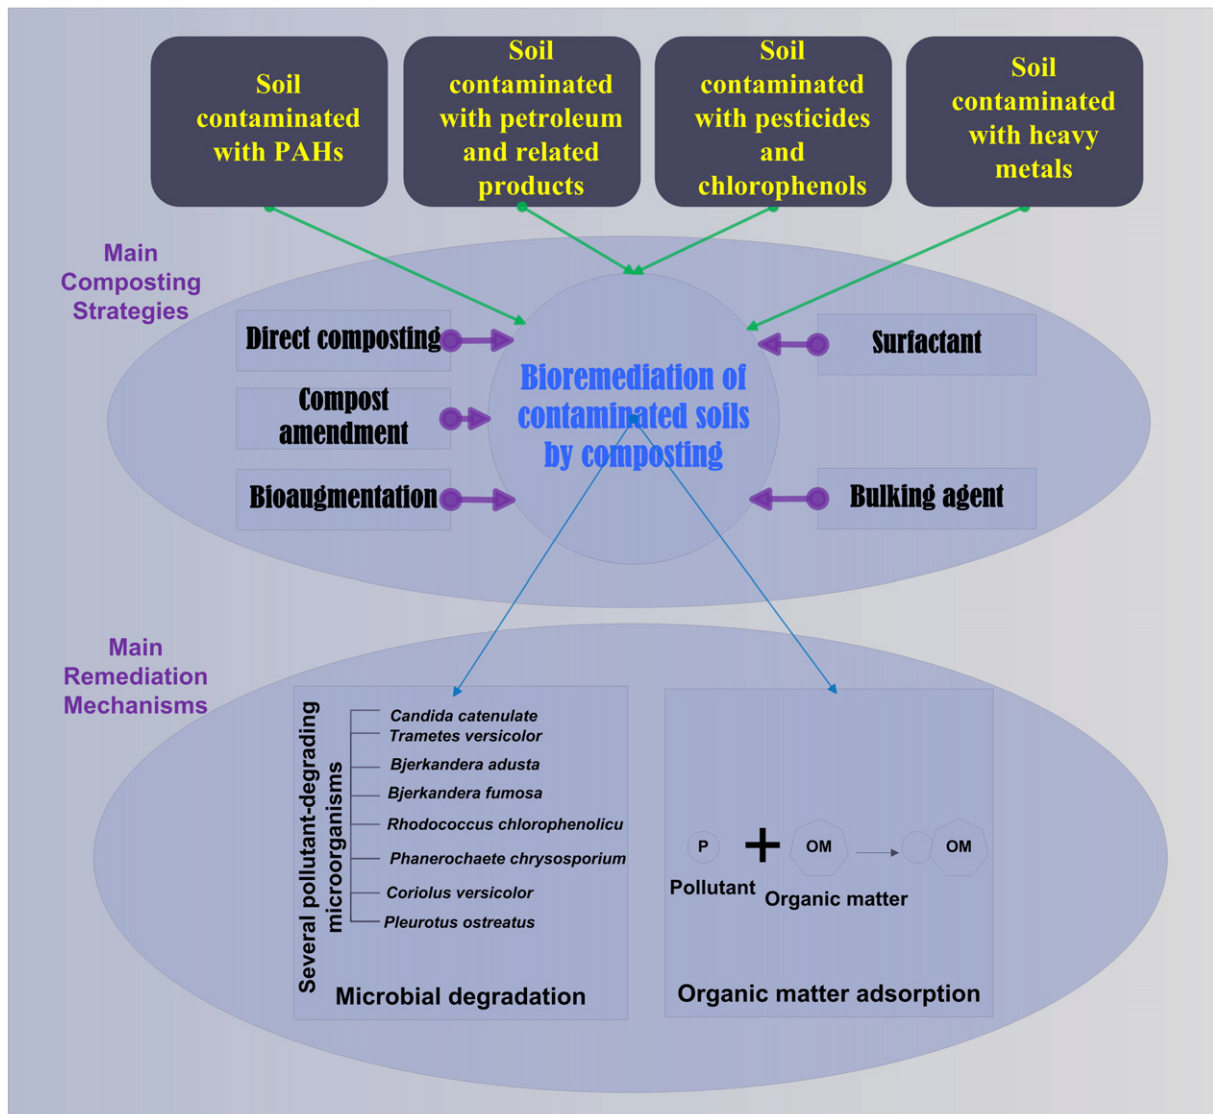 Soil
contaminated
with PAHs
Soil
contaminated
with petroleum
and related
products
Soil
contaminated
with pesticides
and
chlorophenols
Soil
contaminated
with heavy
metals
Main
Composting
Strategies
Direct composting
Compost
amendment
Bioaugmentation
Bioremediation of
contaminated soils
by composting
Surfactant
Bulking agent
Main
Remediation
Mechanisms
Several pollutant-degrading
microorganisms
Candida catenulate
Trametes versicolor
Bjerkandera adusta
Bjerkandera fumosa
Rhodococcus chlorophenolicu
Phanerochaete chrysosporium
Coriolus versicolor
Pleurotus ostreatus
Microbial degradation
P + OM OM
Pollutant
Organic matter
Organic matter adsorption